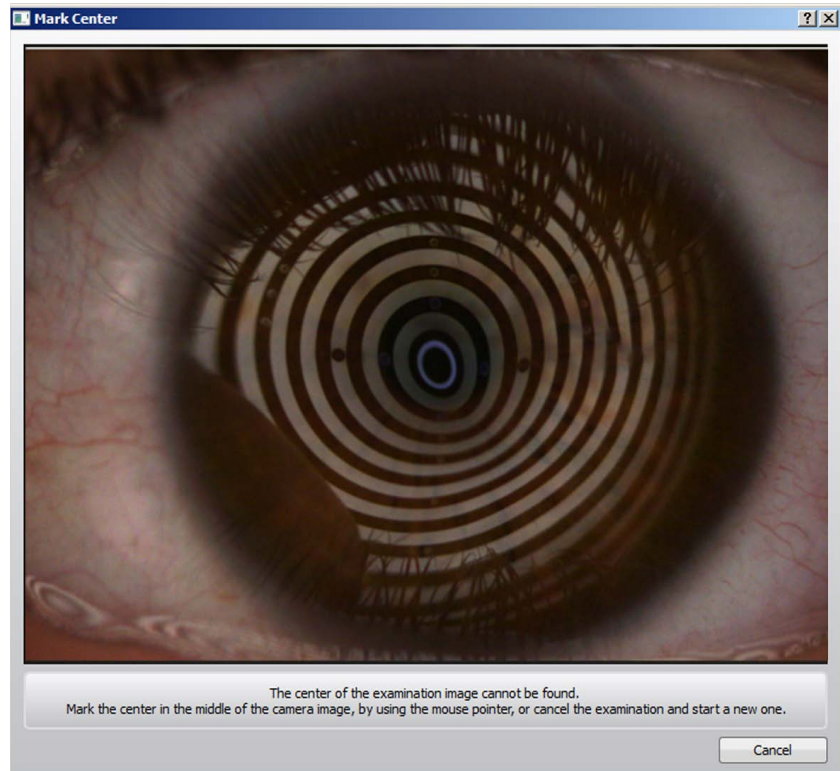 Mark Center
The center of the examination image cannot be found.
Mark the center in the middle of the camera image, by using the mouse pointer, or cancel the examination and start a new one.
Cancel